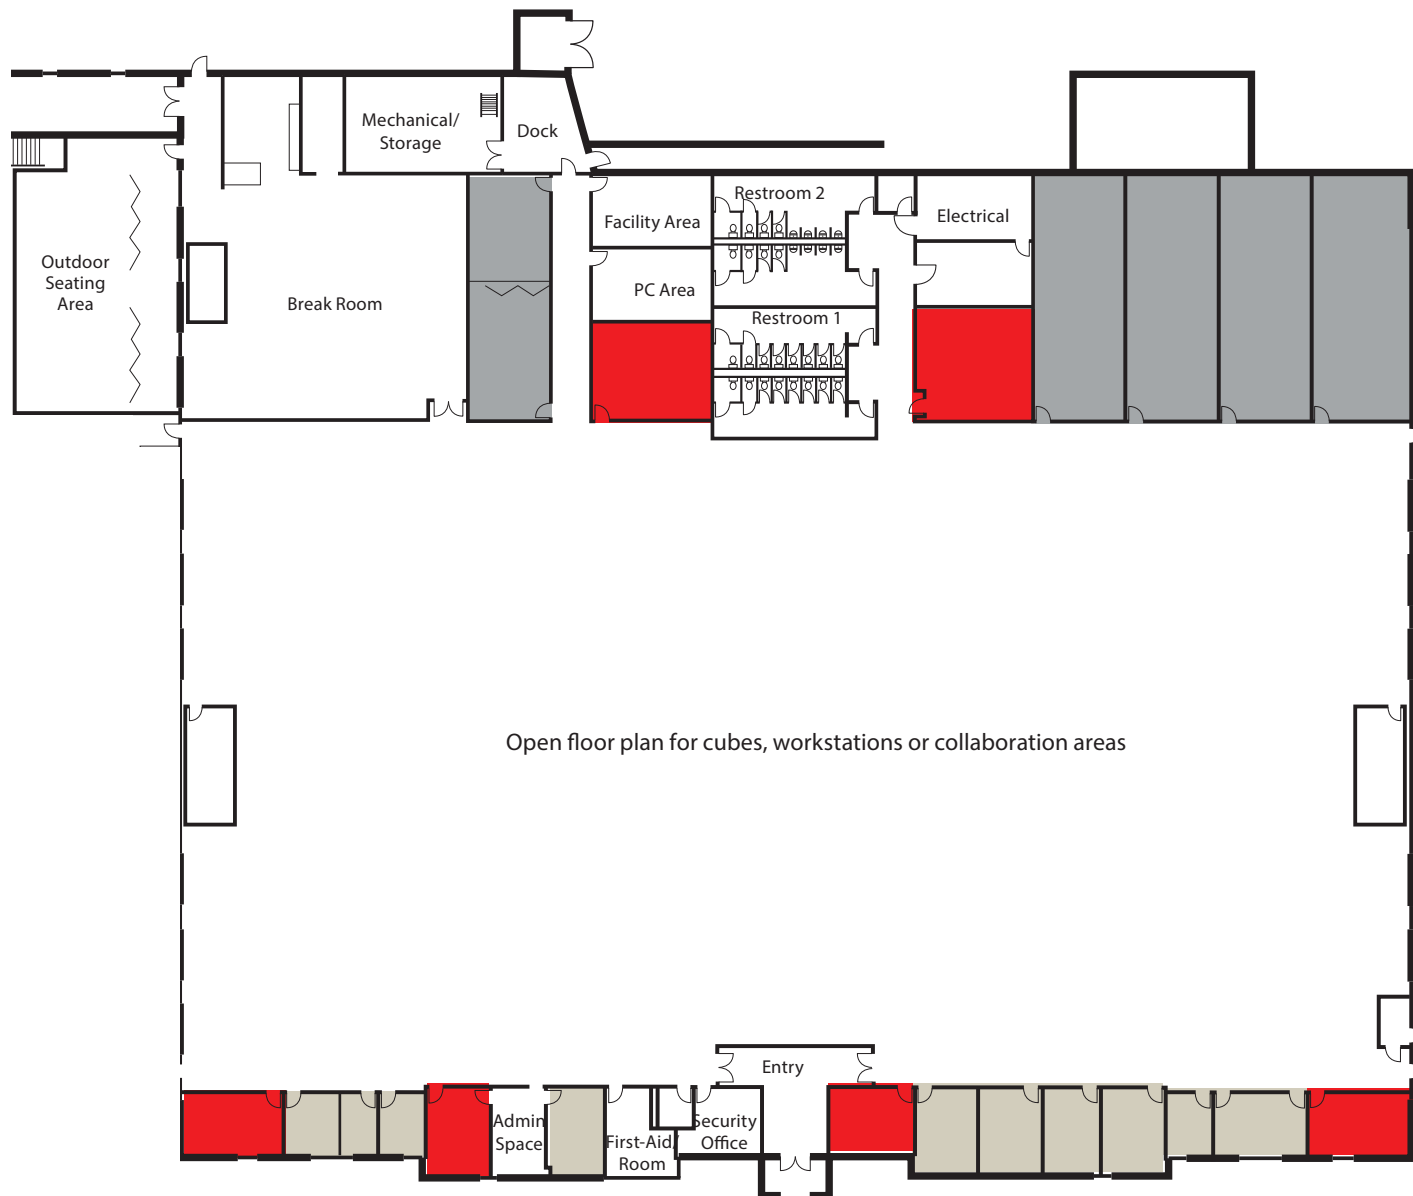 Mechanical/
Storage
Dock
Restroom 2
Facility Area
Electrical
Outdoor
Seating
Area
Break Room
PC Area
Restroom 1
Open floor plan for cubes, workstations or collaboration areas
Entry
Admin
Space
First-Aid/
Room
Security
Office